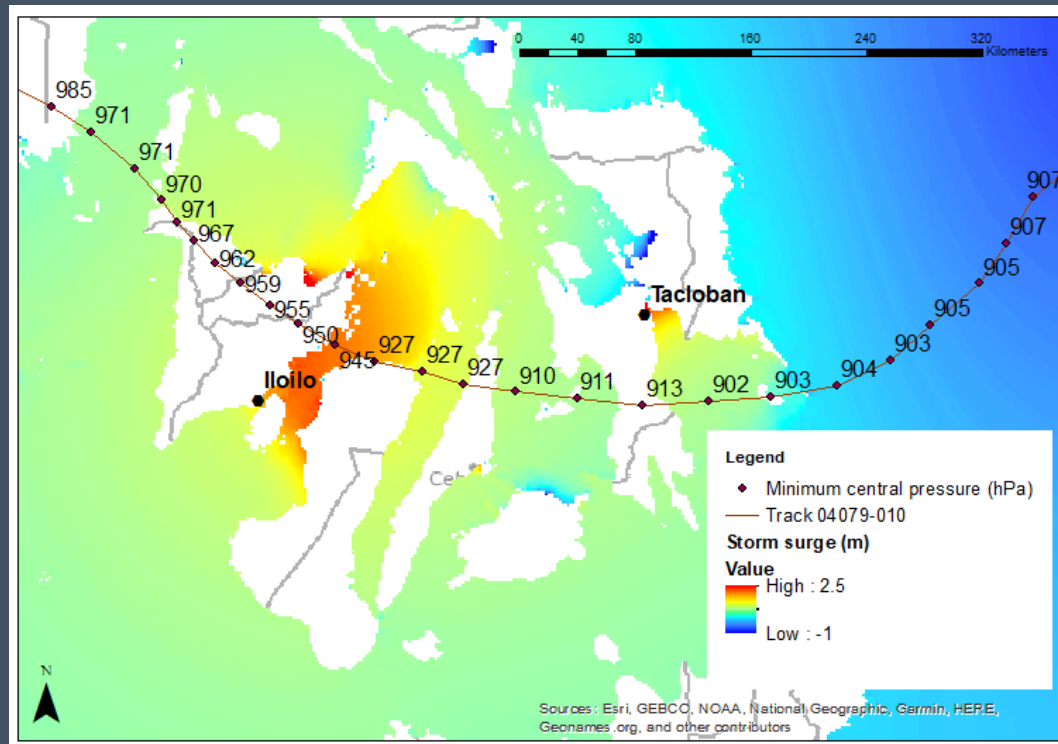 0 40 80 160 240 320
Kilometers
985
971
971
970
971
967
962
959
955
950
945
927
927
927
910
911
913
902
903
904
903
905
905
907
907
Tacloban
Iloilo
Legend
Minimum central pressure (hPa)
Track 04079-010
Storm surge (m)
Value
High : 2.5
Low : -1
N
Sources: Esri, GEBCO, NOAA, National Geographic, Garmin, HERE,
Geonames.org, and other contributors